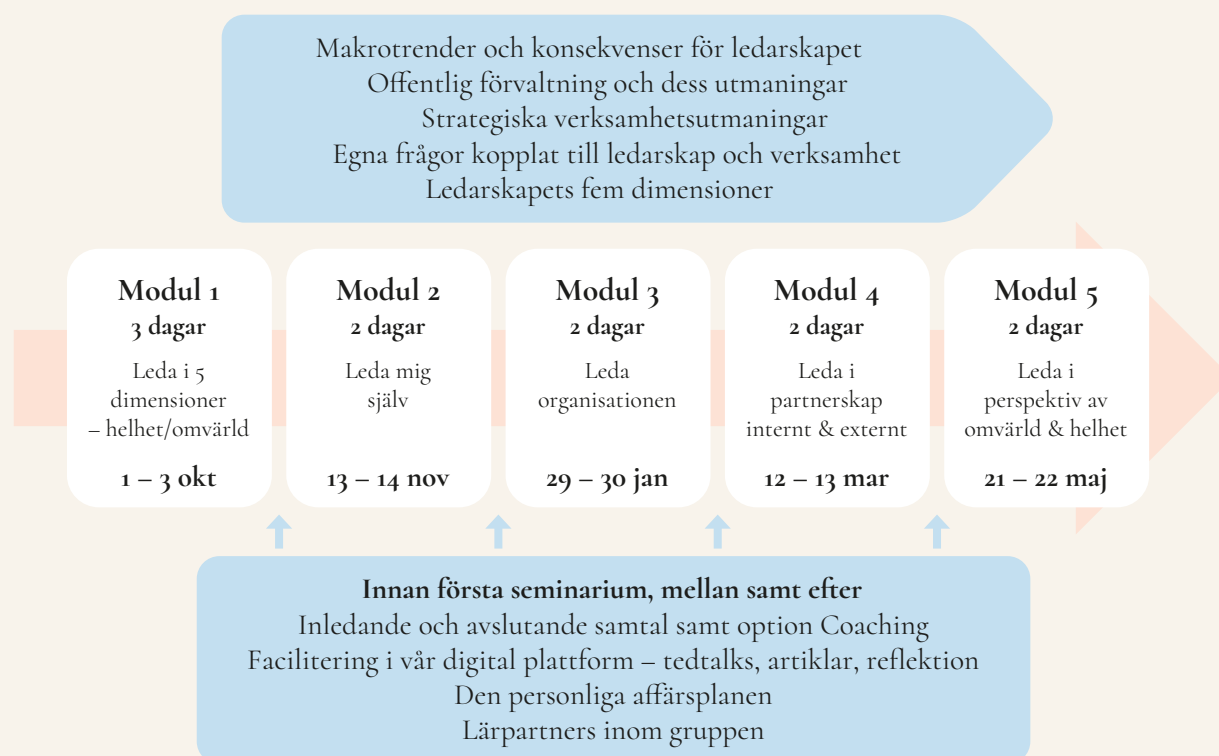 Makrotrender och konsekvenser för ledarskapet
Offentlig förvaltning och dess utmaningar
Strategiska verksamhetsutmaningar
Egna frågor kopplat till ledarskap och verksamhet
Ledarskapets fem dimensioner
Modul 1
3 dagar
Leda i 5
dimensioner
– helhet/omvärld
1 – 3 okt
Modul 2
2 dagar
Leda mig
själv
13 – 14 nov
Modul 3
2 dagar
Leda
organisationen
29 – 30 jan
Modul 4
2 dagar
Leda i
partnerskap
internt & externt
12 – 13 mar
Modul 5
2 dagar
Leda i
perspektiv av
omvärld & helhet
21 – 22 maj
Innan första seminarium, mellan samt efter
Inledande och avslutande samtal samt option Coaching
Facilitering i vår digital plattform – tedtalks, artiklar, reflektion
Den personliga affärsplanen
Lärpartners inom gruppen